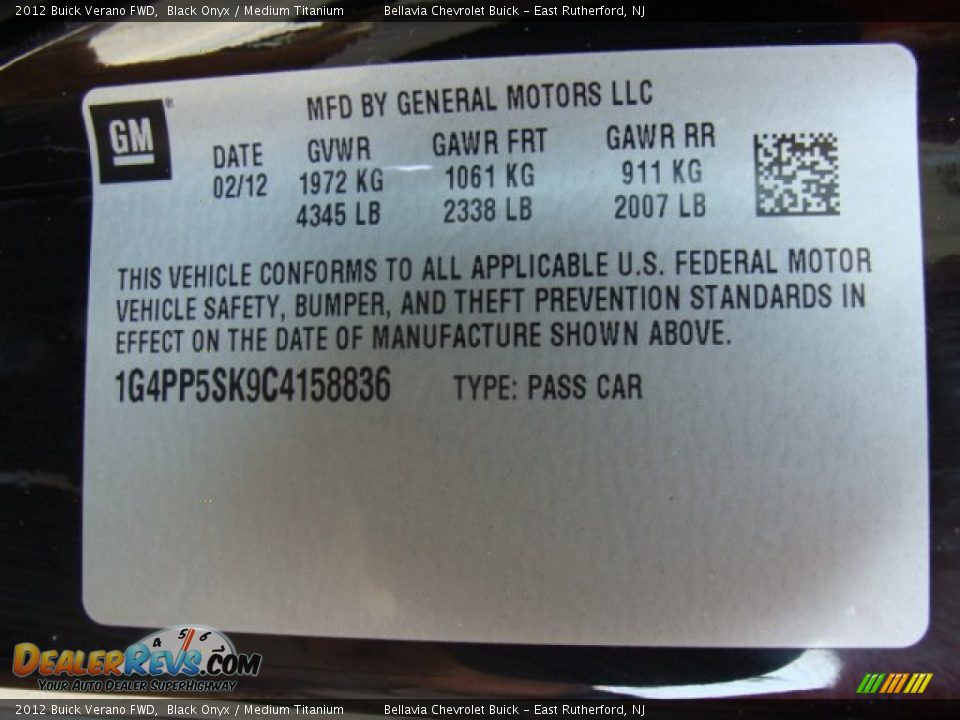 2012 Buick Verano FWD, Black Onyx / Medium Titanium Bellavia Chevrolet Buick - East Rutherford, NJ
GM ®
MFD BY GENERAL MOTORS LLC
DATE GVWR GAWR FRT GAWR RR
02/12 1972 KG 1061 KG 911 KG
4345 LB 2338 LB 2007 LB
THIS VEHICLE CONFORMS TO ALL APPLICABLE U.S. FEDERAL MOTOR
VEHICLE SAFETY, BUMPER, AND THEFT PREVENTION STANDARDS IN
EFFECT ON THE DATE OF MANUFACTURE SHOWN ABOVE.
1G4PP5SK9C4158836 TYPE: PASS CAR
4 5 6
DEALERREVS.COM
YOUR AUTO DEALER SUPERHIGHWAY
2012 Buick Verano FWD, Black Onyx / Medium Titanium Bellavia Chevrolet Buick - East Rutherford, NJ